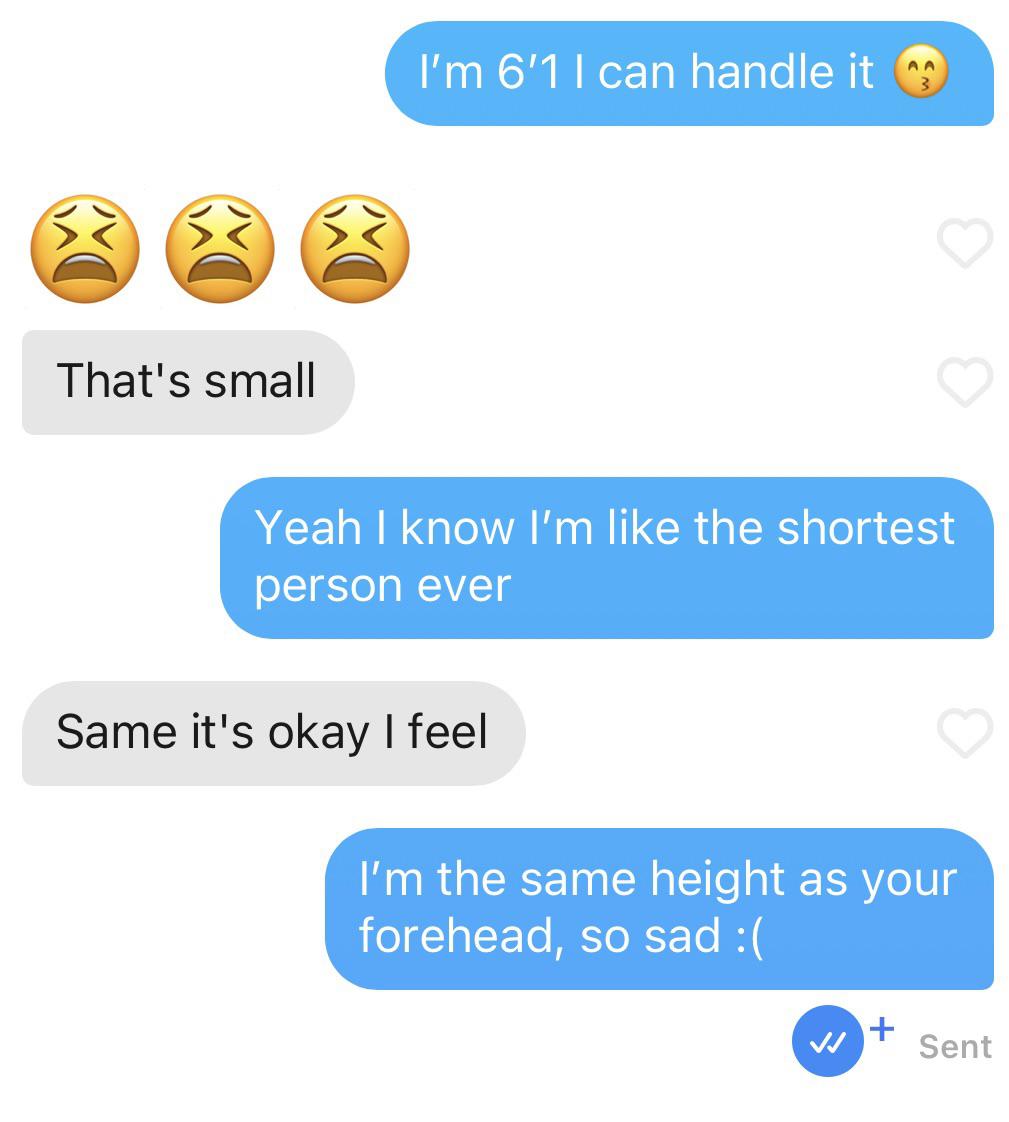 I’m 6’1 I can handle it 😙
😫 😫 😫
That's small
Yeah I know I’m like the shortest
person ever
Same it's okay I feel
I’m the same height as your
forehead, so sad :(
+ Sent